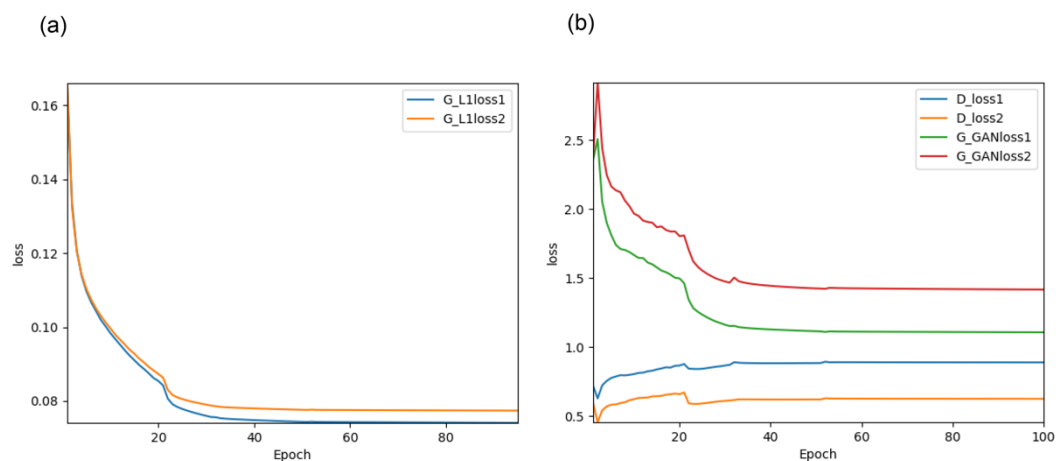 (a)
(b)
G_L1loss1
G_L1loss2
loss
0.16
0.14
0.12
0.10
0.08
20
40
60
80
Epoch
D_loss1
D_loss2
G_GANloss1
G_GANloss2
loss
2.5
2.0
1.5
1.0
0.5
20
40
60
80
100
Epoch